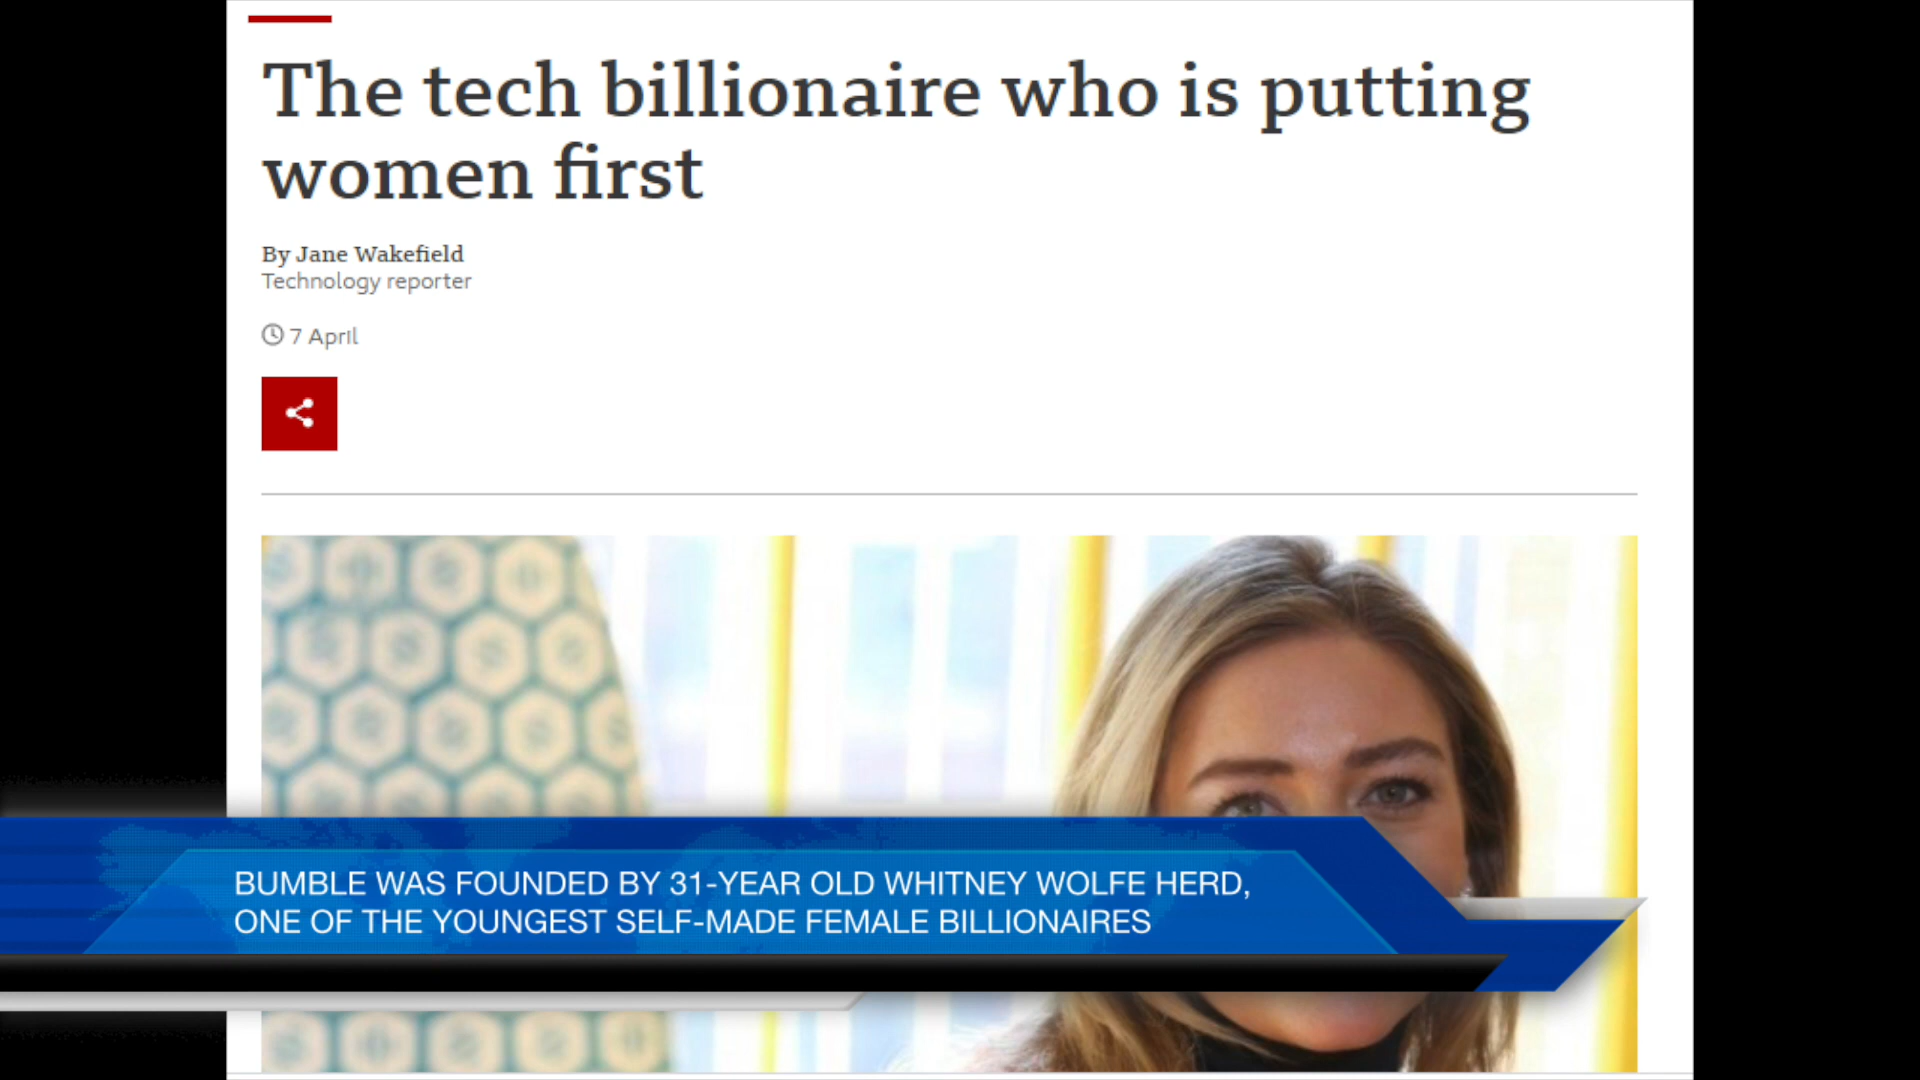 The tech billionaire who is putting
women first
By Jane Wakefield
Technology reporter
7 April
BUMBLE WAS FOUNDED BY 31-YEAR OLD WHITNEY WOLFE HERD,
ONE OF THE YOUNGEST SELF-MADE FEMALE BILLIONAIRES